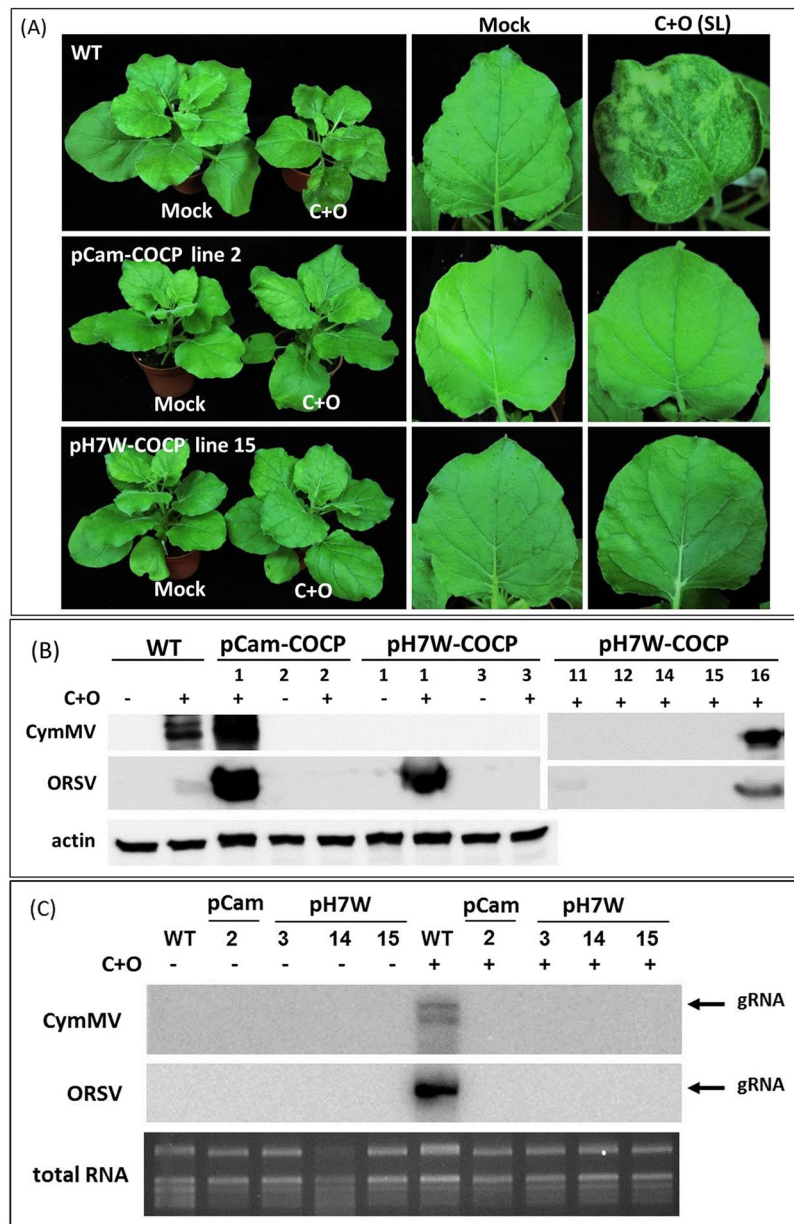 (A)
Mock C+O (SL)
WT
Mock C+O
pCam-COCP line 2
Mock C+O
pH7W-COCP line 15
Mock C+O
(B)
WT pCam-COCP pH7W-COCP pH7W-COCP
1 2 2 1 1 3 3 11 12 14 15 16
C+O - + + - + - + - + + + + + +
CymMV
ORSV
actin
(C)
pCam pH7W pCam pH7W
WT 2 3 14 15 WT 2 3 14 15
C+O - - - - - + + + + +
CymMV gRNA
ORSV gRNA
total RNA